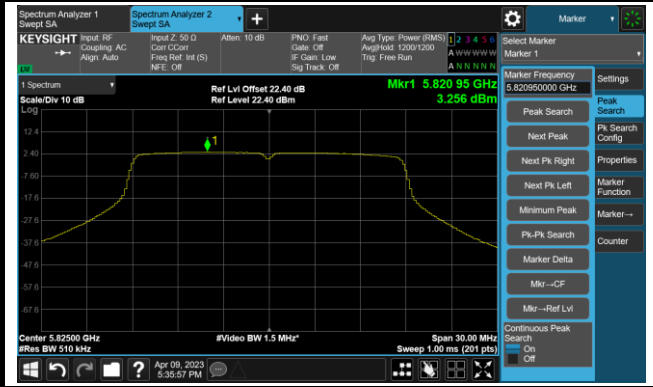 Spectrum Analyzer 1
Swept SA
Spectrum Analyzer 2
Swept SA
+
Marker
KEYSIGHT
Input: RF
Coupling: AC
Align: Auto
Input Z: 50 Ω
Corr CCorr
Freq Ref: Int (S)
NFE: Off
Atten: 10 dB
PNO: Fast
Gate: Off
IF Gain: Low
Sig Track: Off
Avg Type: Power (RMS)
Avg|Hold: 1200/1200
Trig: Free Run
1 2 3 4 5 6
A W W W W W
A N N N N N
Select Marker
Marker 1
1 Spectrum
Scale/Div 10 dB
Log
Ref Lvl Offset 22.40 dB
Ref Level 22.40 dBm
Mkr1 5.820 95 GHz
3.256 dBm
12.4
2.40
-7.60
-17.6
-27.6
-37.6
-47.6
-57.6
-67.6
1
Center 5.82500 GHz
#Res BW 510 kHz
#Video BW 1.5 MHz*
Span 30.00 MHz
Sweep 1.00 ms (201 pts)
Marker Frequency
5.820950000 GHz
Peak Search
Next Peak
Next Pk Right
Next Pk Left
Minimum Peak
Pk-Pk Search
Marker Delta
Mkr→CF
Mkr→Ref Lvl
Continuous Peak
Search
On
Off
Settings
Peak
Search
Pk Search
Config
Properties
Marker
Function
Marker→
Counter
?
Apr 09, 2023
5:35:57 PM